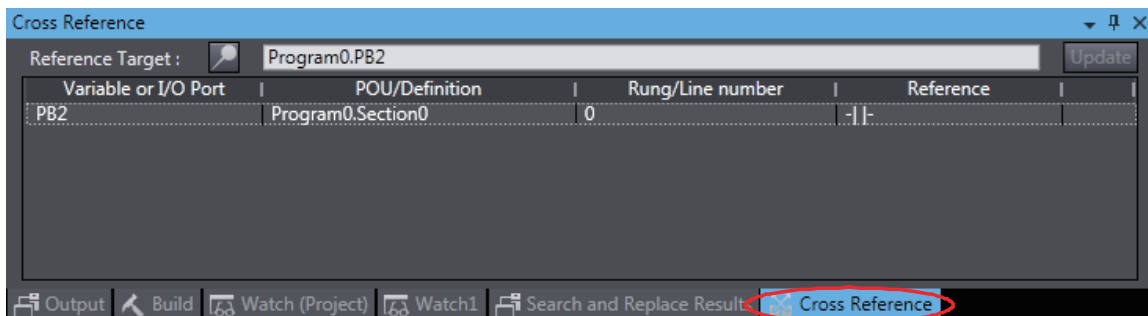 Cross Reference
Reference Target : Program0.PB2 Update
Variable or I/O Port POU/Definition Rung/Line number Reference
PB2 Program0.Section0 0 -| |-
Output Build Watch (Project) Watch1 Search and Replace Result Cross Reference